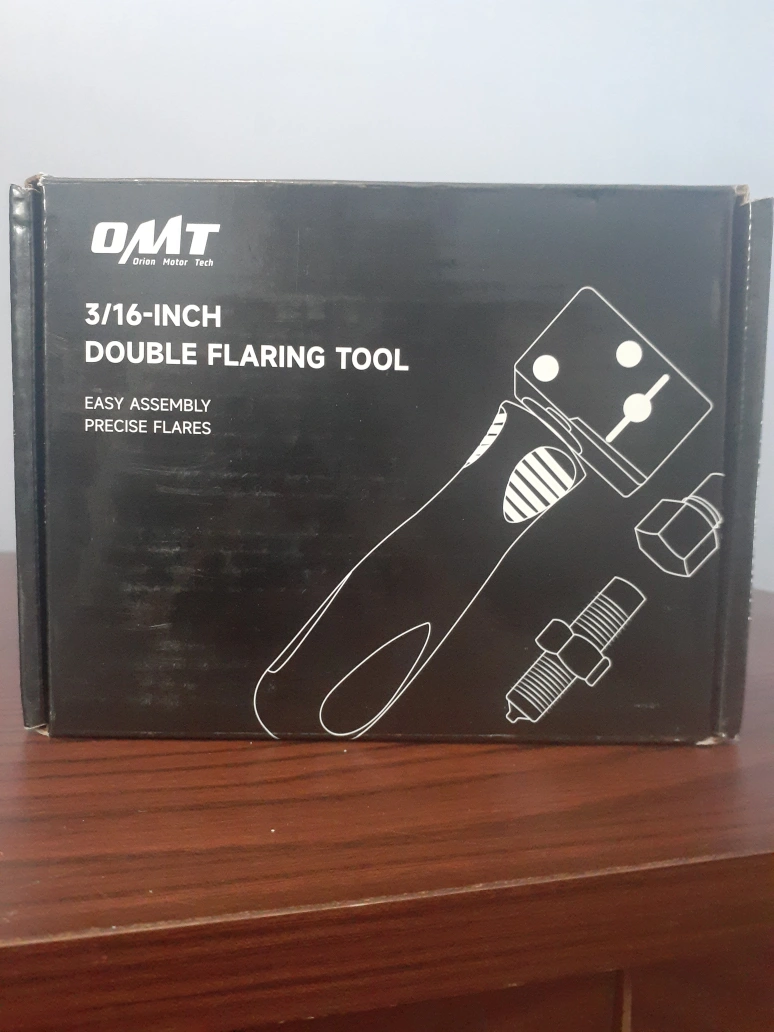 OMT
Orion Motor Tech
3/16-INCH
DOUBLE FLARING TOOL
EASY ASSEMBLY
PRECISE FLARES